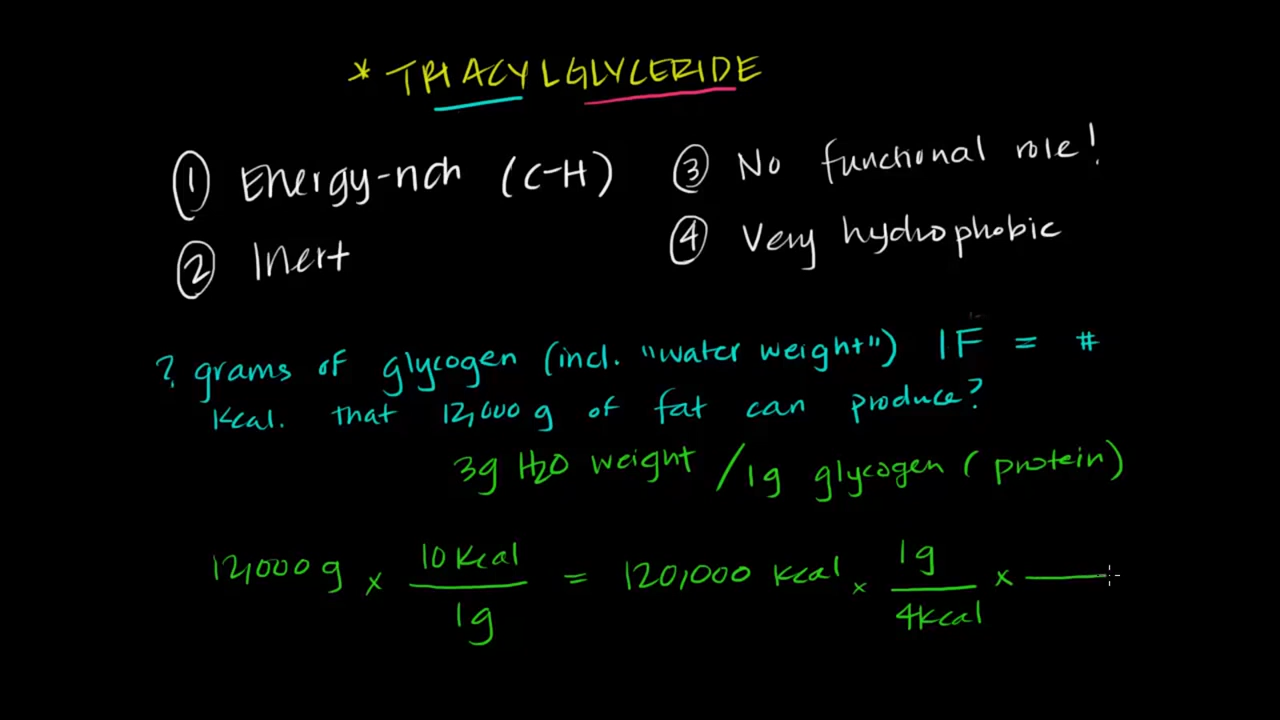 * TRIACYLGLYCERIDE
① Energy-rich (C-H)
② Inert
③ No functional role!
④ Very hydrophobic
? grams of glycogen (incl. "water weight") IF = #
Kcal. that 12,000 g of fat can produce?
3g H2O weight / 1g glycogen (protein)
12,000 g x 10 Kcal / 1g = 120,000 kcal x 1g / 4kcal x